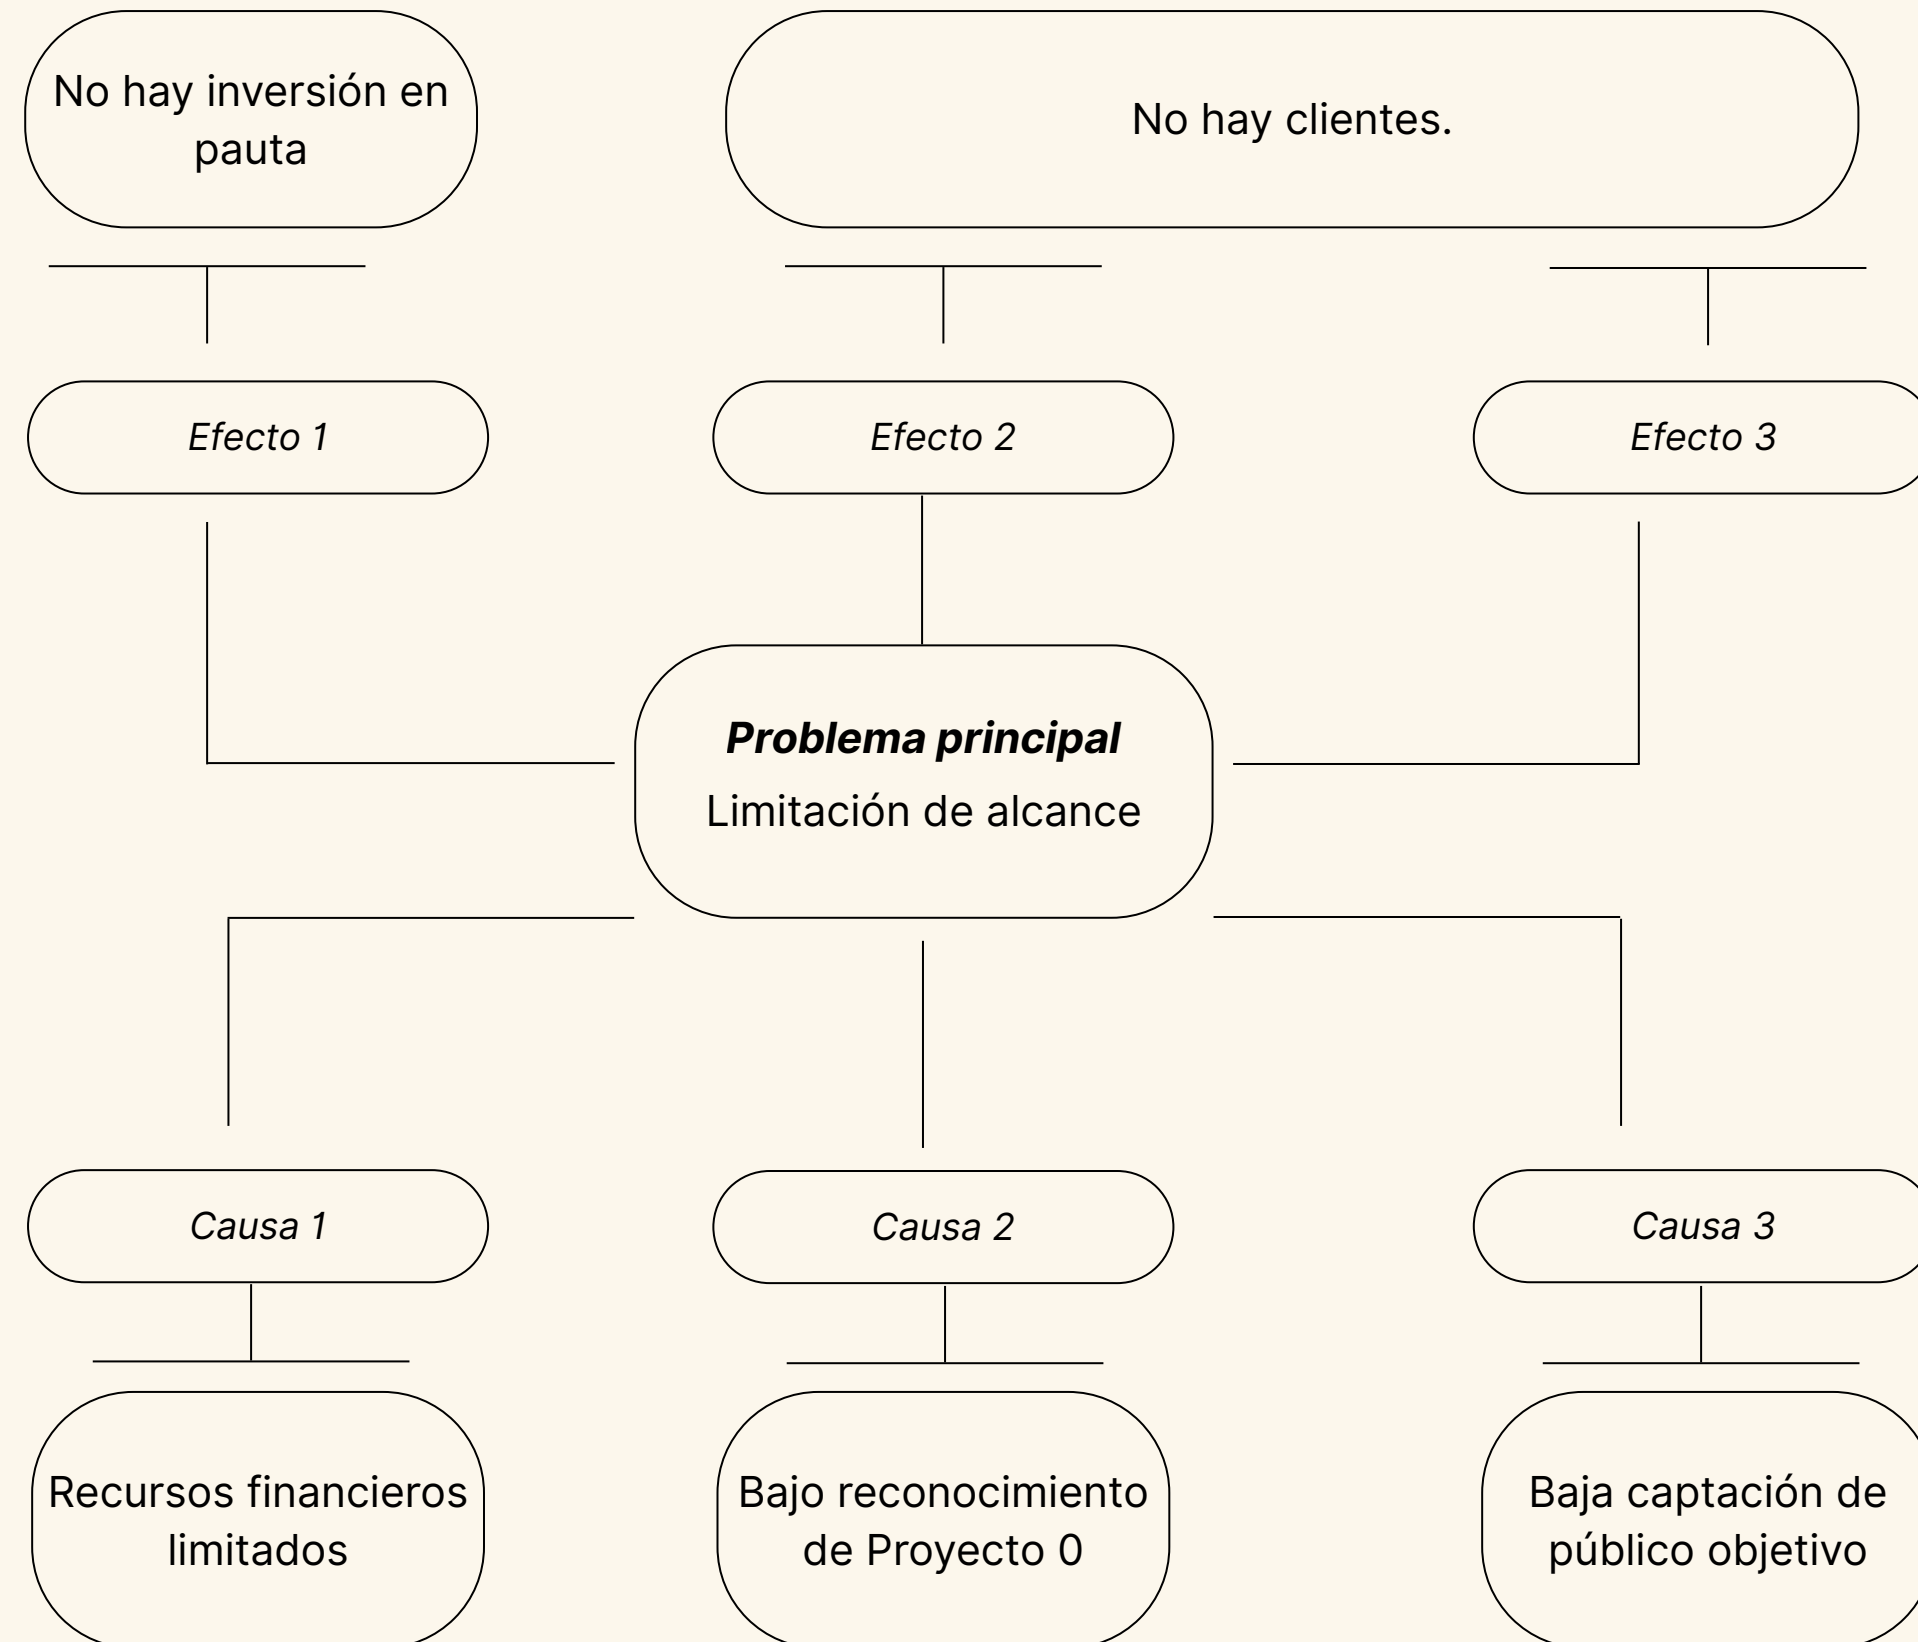 No hay inversión en
pauta
No hay clientes.
Efecto 1
Efecto 2
Efecto 3
Problema principal
Limitación de alcance
Causa 1
Causa 2
Causa 3
Recursos financieros
limitados
Bajo reconocimiento
de Proyecto 0
Baja captación de
público objetivo